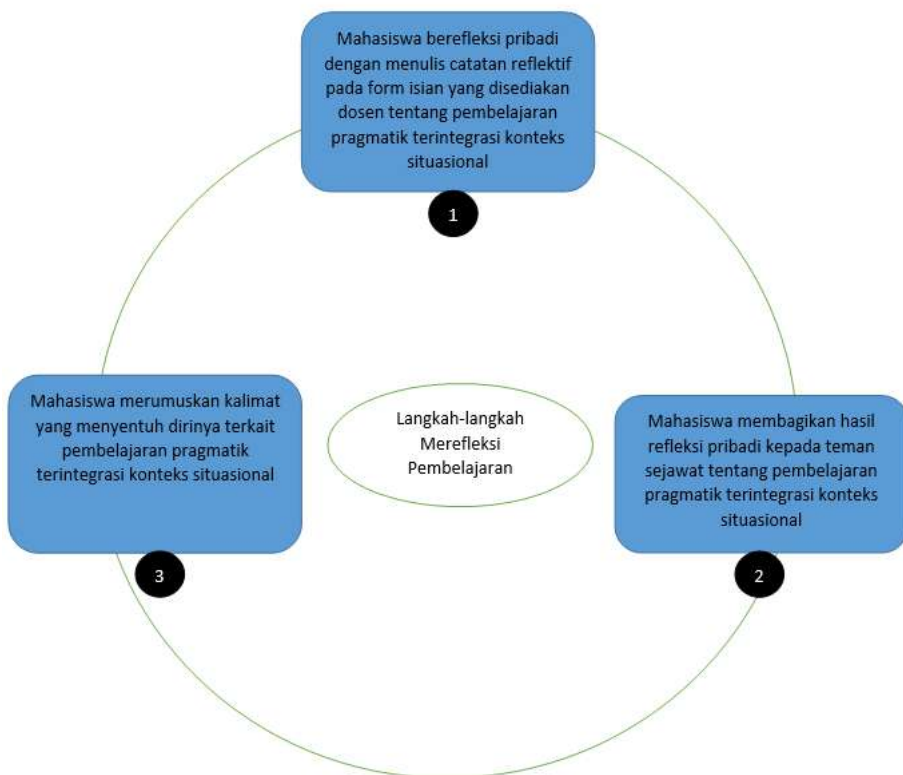 Mahasiswa berefleksi pribadi
dengan menulis catatan reflektif
pada form isian yang disediakan
dosen tentang pembelajaran
pragmatik terintegrasi konteks
situasional
1
Mahasiswa merumuskan kalimat
yang menyentuh dirinya terkait
pembelajaran pragmatik
terintegrasi konteks situasional
3
Langkah-langkah
Merefleksi
Pembelajaran
Mahasiswa membagikan hasil
refleksi pribadi kepada teman
sejawat tentang pembelajaran
pragmatik terintegrasi konteks
situasional
2